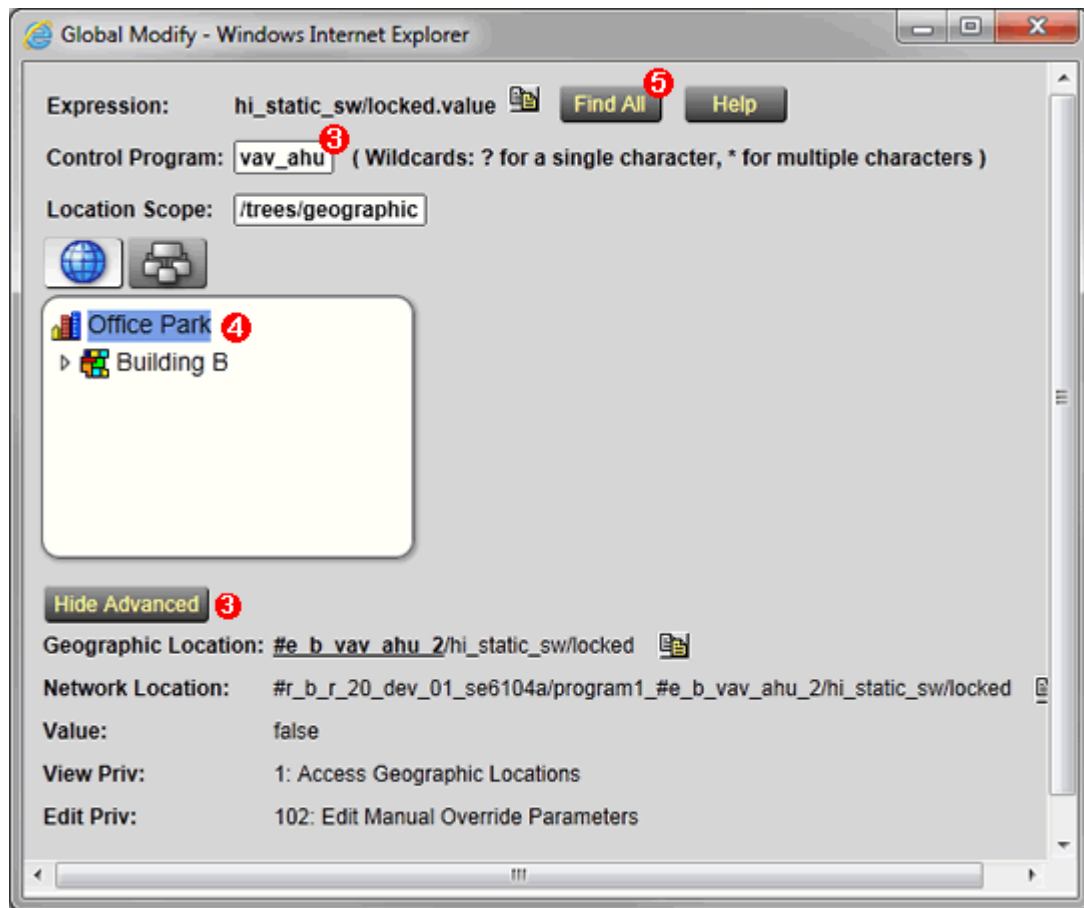 Global Modify - Windows Internet Explorer
Expression: hi_static_sw/locked.value Find All 5 Help
Control Program: vav_ahu 3 ( Wildcards: ? for a single character, * for multiple characters )
Location Scope: /trees/geographic
Office Park 4
Building B
Hide Advanced 3
Geographic Location: #e_b_vav_ahu_2/hi_static_sw/locked
Network Location: #r_b_r_20_dev_01_se6104a/program1_#e_b_vav_ahu_2/hi_static_sw/locked
Value: false
View Priv: 1: Access Geographic Locations
Edit Priv: 102: Edit Manual Override Parameters